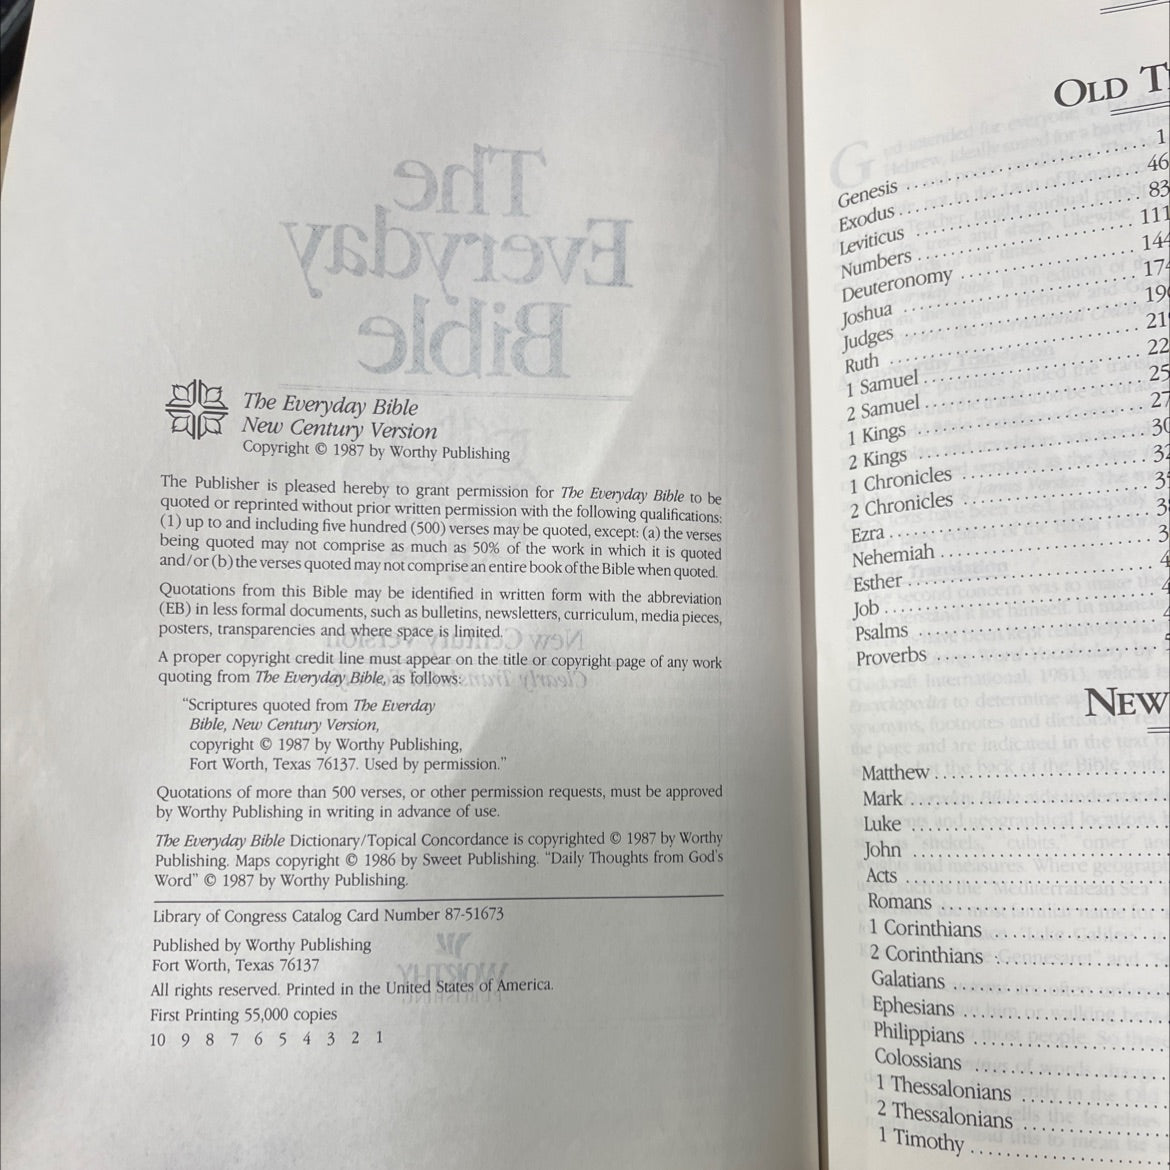 The Everyday Bible
New Century Version
Copyright © 1987 by Worthy Publishing
The Publisher is pleased hereby to grant permission for The Everyday Bible to be
quoted or reprinted without prior written permission with the following qualifications:
(1) up to and including five hundred (500) verses may be quoted, except: (a) the verses
being quoted may not comprise as much as 50% of the work in which it is quoted
and/or (b) the verses quoted may not comprise an entire book of the Bible when quoted.
Quotations from this Bible may be identified in written form with the abbreviation
(EB) in less formal documents, such as bulletins, newsletters, curriculum, media pieces,
posters, transparencies and where space is limited.
A proper copyright credit line must appear on the title or copyright page of any work
quoting from The Everyday Bible, as follows:
“Scriptures quoted from The Everday
Bible, New Century Version,
copyright © 1987 by Worthy Publishing,
Fort Worth, Texas 76137. Used by permission.”
Quotations of more than 500 verses, or other permission requests, must be approved
by Worthy Publishing in writing in advance of use.
The Everyday Bible Dictionary/Topical Concordance is copyrighted © 1987 by Worthy
Publishing. Maps copyright © 1986 by Sweet Publishing. “Daily Thoughts from God's
Word” © 1987 by Worthy Publishing.
Library of Congress Catalog Card Number 87-51673
Published by Worthy Publishing
Fort Worth, Texas 76137
All rights reserved. Printed in the United States of America.
First Printing 55,000 copies
10 9 8 7 6 5 4 3 2 1
OLD
Genesis 1
Exodus 46
Leviticus 83
Numbers 111
Deuteronomy 144
Joshua 174
Judges
Ruth
1 Samuel
2 Samuel
1 Kings
2 Kings
1 Chronicles
2 Chronicles
Ezra
Nehemiah
Esther
Job
Psalms
Proverbs
NEW
Matthew
Mark
Luke
John
Acts
Romans
1 Corinthians
2 Corinthians
Galatians
Ephesians
Philippians
Colossians
1 Thessalonians
2 Thessalonians
1 Timothy